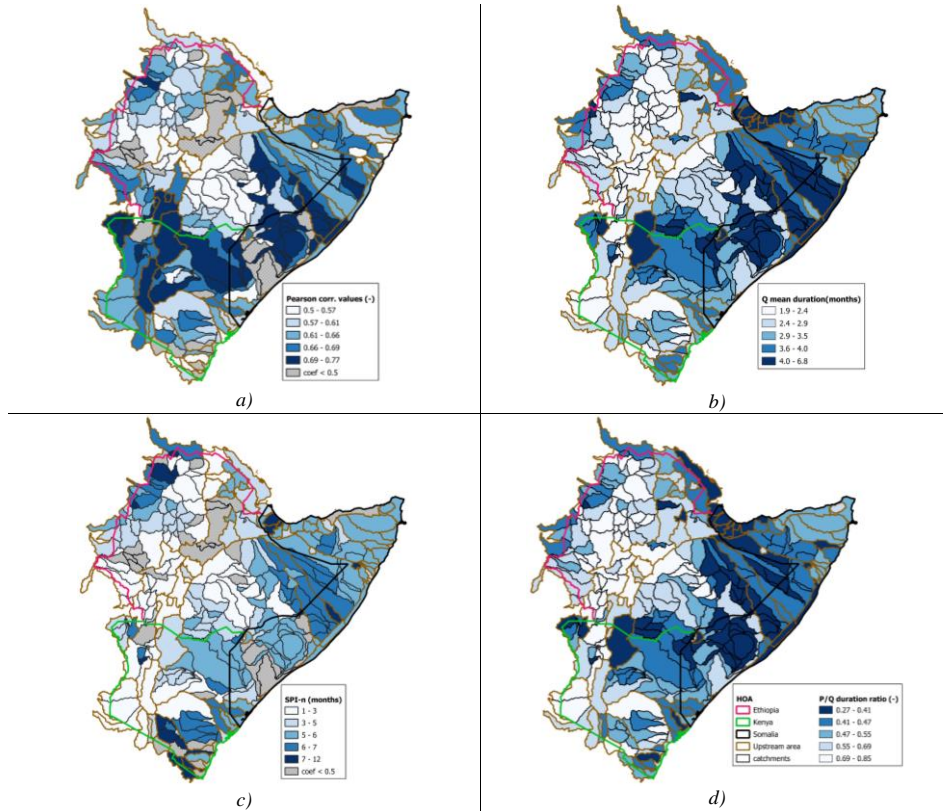 Pearson corr. values (-)
0.5 - 0.57
0.57 - 0.61
0.61 - 0.66
0.66 - 0.69
0.69 - 0.77
coef < 0.5
a)
Q mean duration(months)
1.9 - 2.4
2.4 - 2.9
2.9 - 3.5
3.6 - 4.0
4.0 - 6.8
b)
SPI-n (months)
1 - 3
3 - 5
5 - 6
6 - 7
7 - 12
coef < 0.5
c)
HOA
Ethiopia
Kenya
Somalia
Upstream area
catchments
P/Q duration ratio (-)
0.27 - 0.41
0.41 - 0.47
0.47 - 0.55
0.55 - 0.69
0.69 - 0.85
d)